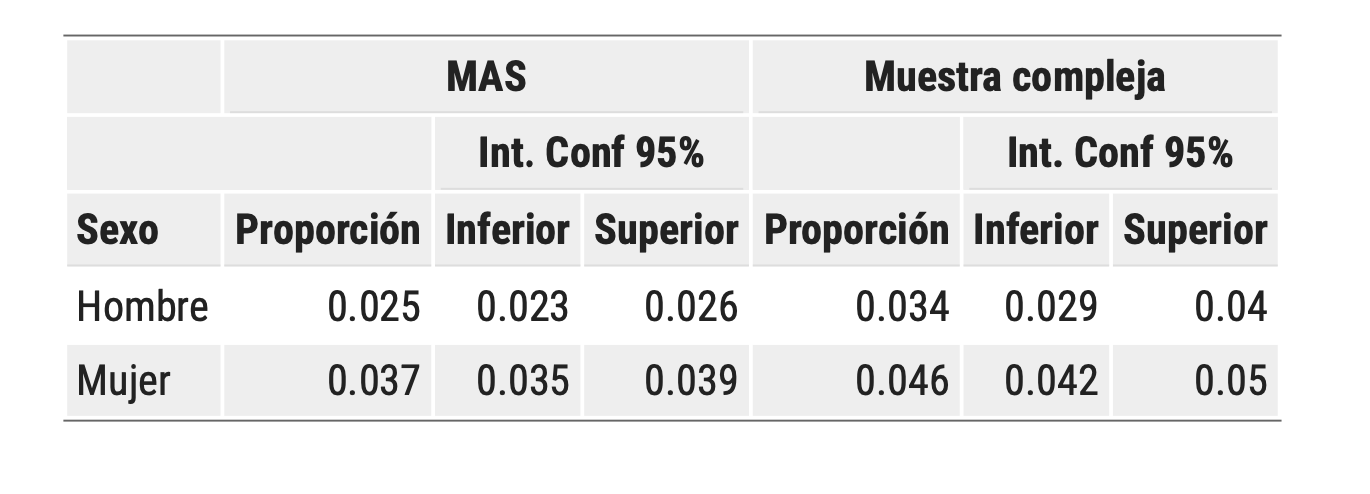 MAS Muestra compleja
Int. Conf 95% Int. Conf 95%
Sexo Proporción Inferior Superior Proporción Inferior Superior
Hombre 0.025 0.023 0.026 0.034 0.029 0.04
Mujer 0.037 0.035 0.039 0.046 0.042 0.05